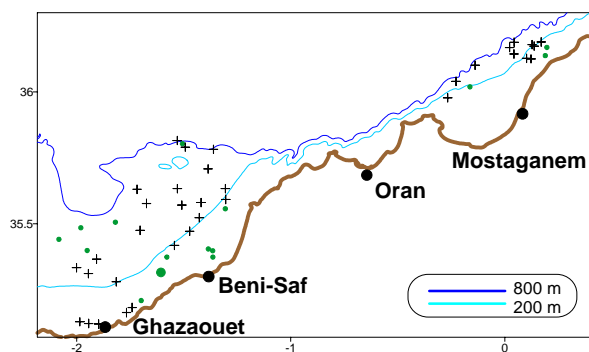 36
Mostaganem
Oran
35.5
Beni-Saf
800 m
200 m
Ghazaouet
-2
-1
0